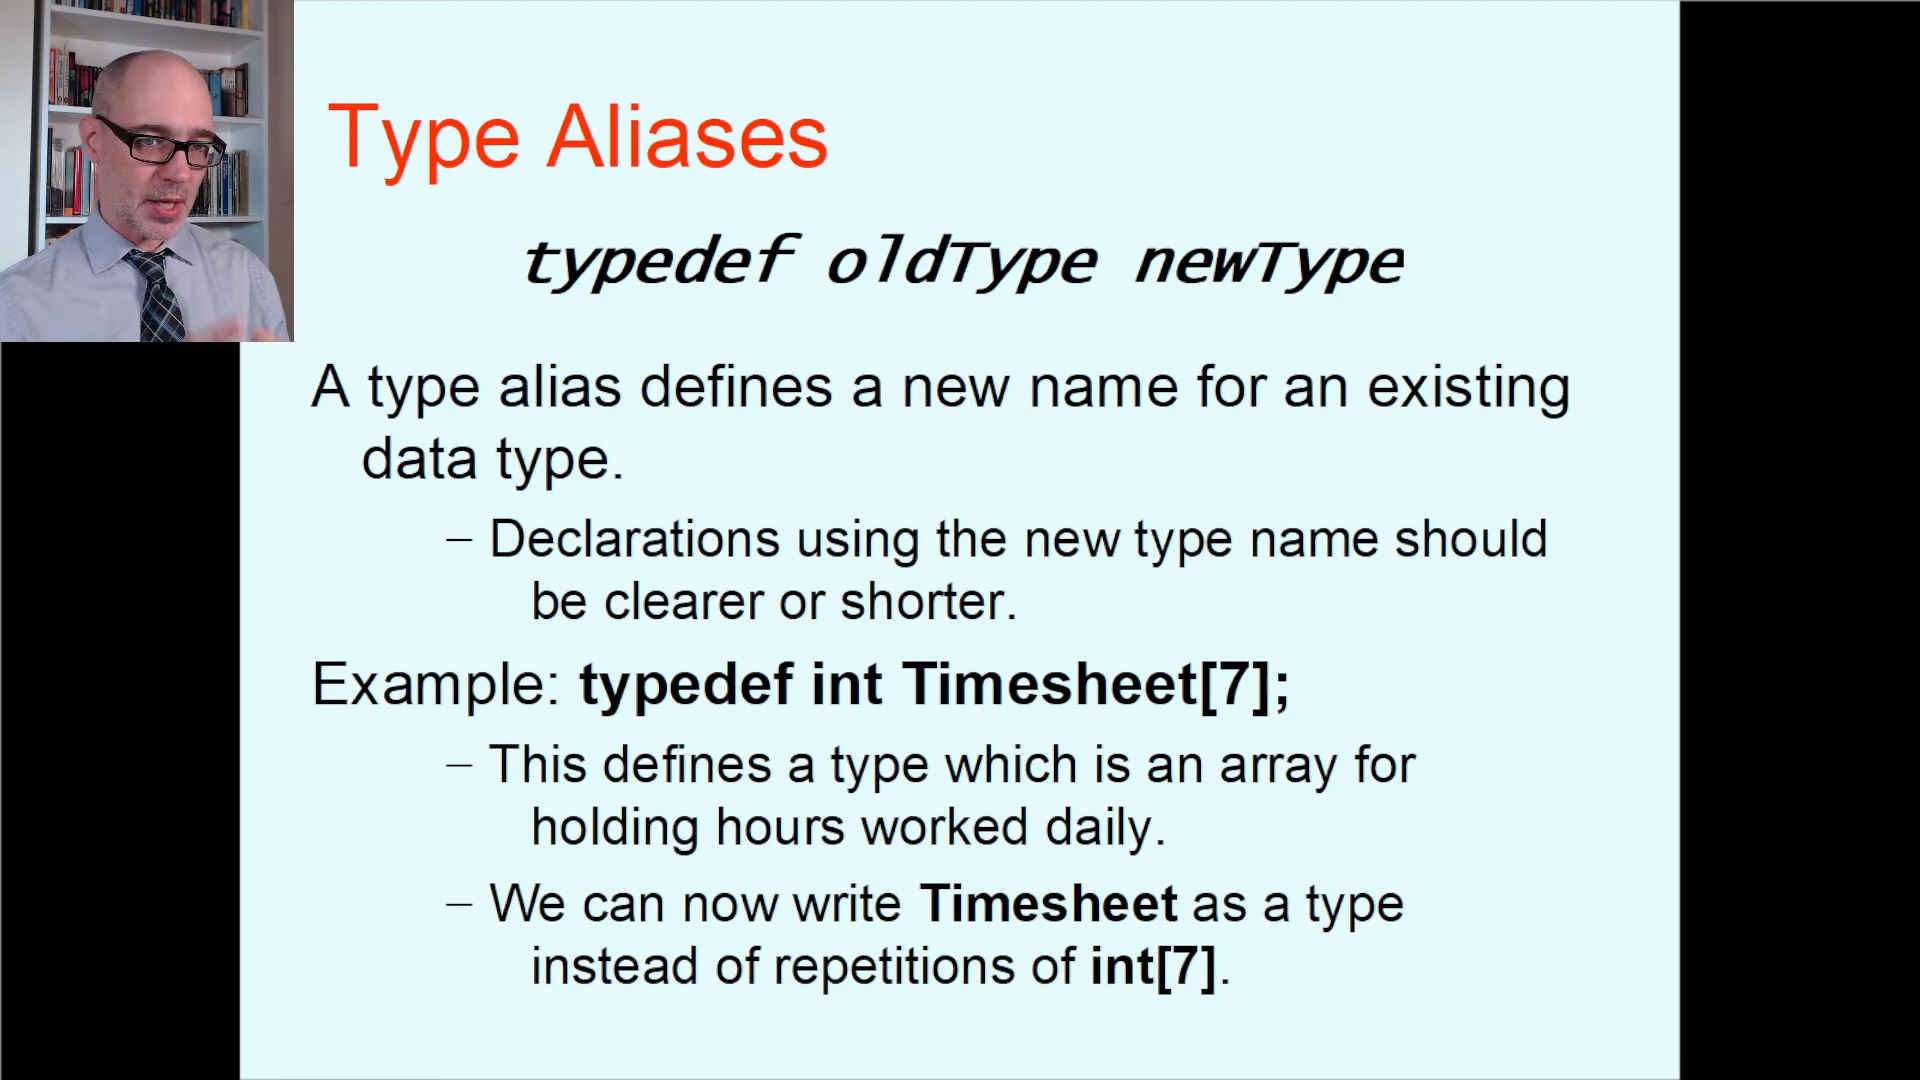 Type Aliases
typedef oldType newType
A type alias defines a new name for an existing
data type.
– Declarations using the new type name should
be clearer or shorter.
Example: typedef int Timesheet[7];
– This defines a type which is an array for
holding hours worked daily.
– We can now write Timesheet as a type
instead of repetitions of int[7].